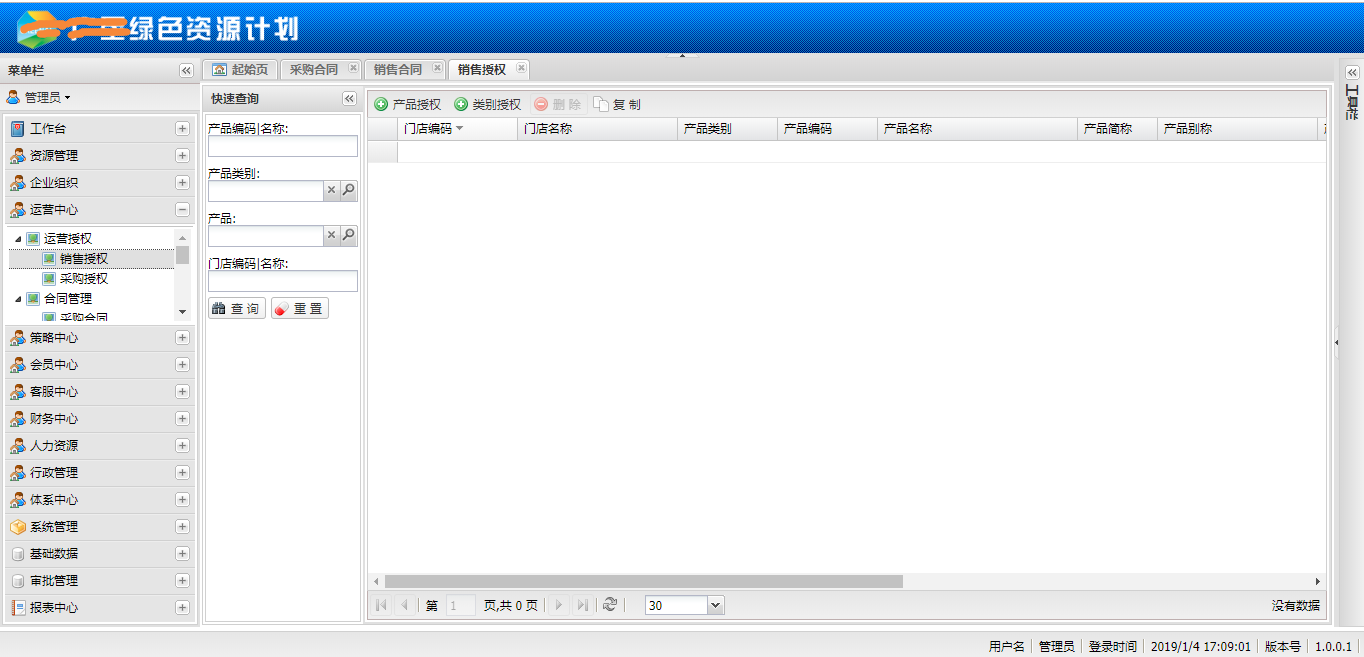 绿色资源计划
菜单栏
管理员
工作台
资源管理
企业组织
运营中心
运营授权
销售授权
采购授权
合同管理
采购合同
策略中心
会员中心
客服中心
财务中心
人力资源
行政管理
体系中心
系统管理
基础数据
审批管理
报表中心
起始页 采购合同 销售合同 销售授权
快速查询
产品编码|名称:
产品类别:
产品:
门店编码|名称:
查 询 重 置
产品授权 类别授权 删 除 复 制
门店编码 门店名称 产品类别 产品编码 产品名称 产品简称 产品别称
第 1 页,共 0 页 30 没有数据
工具栏
用户名 管理员 登录时间 2019/1/4 17:09:01 版本号 1.0.0.1